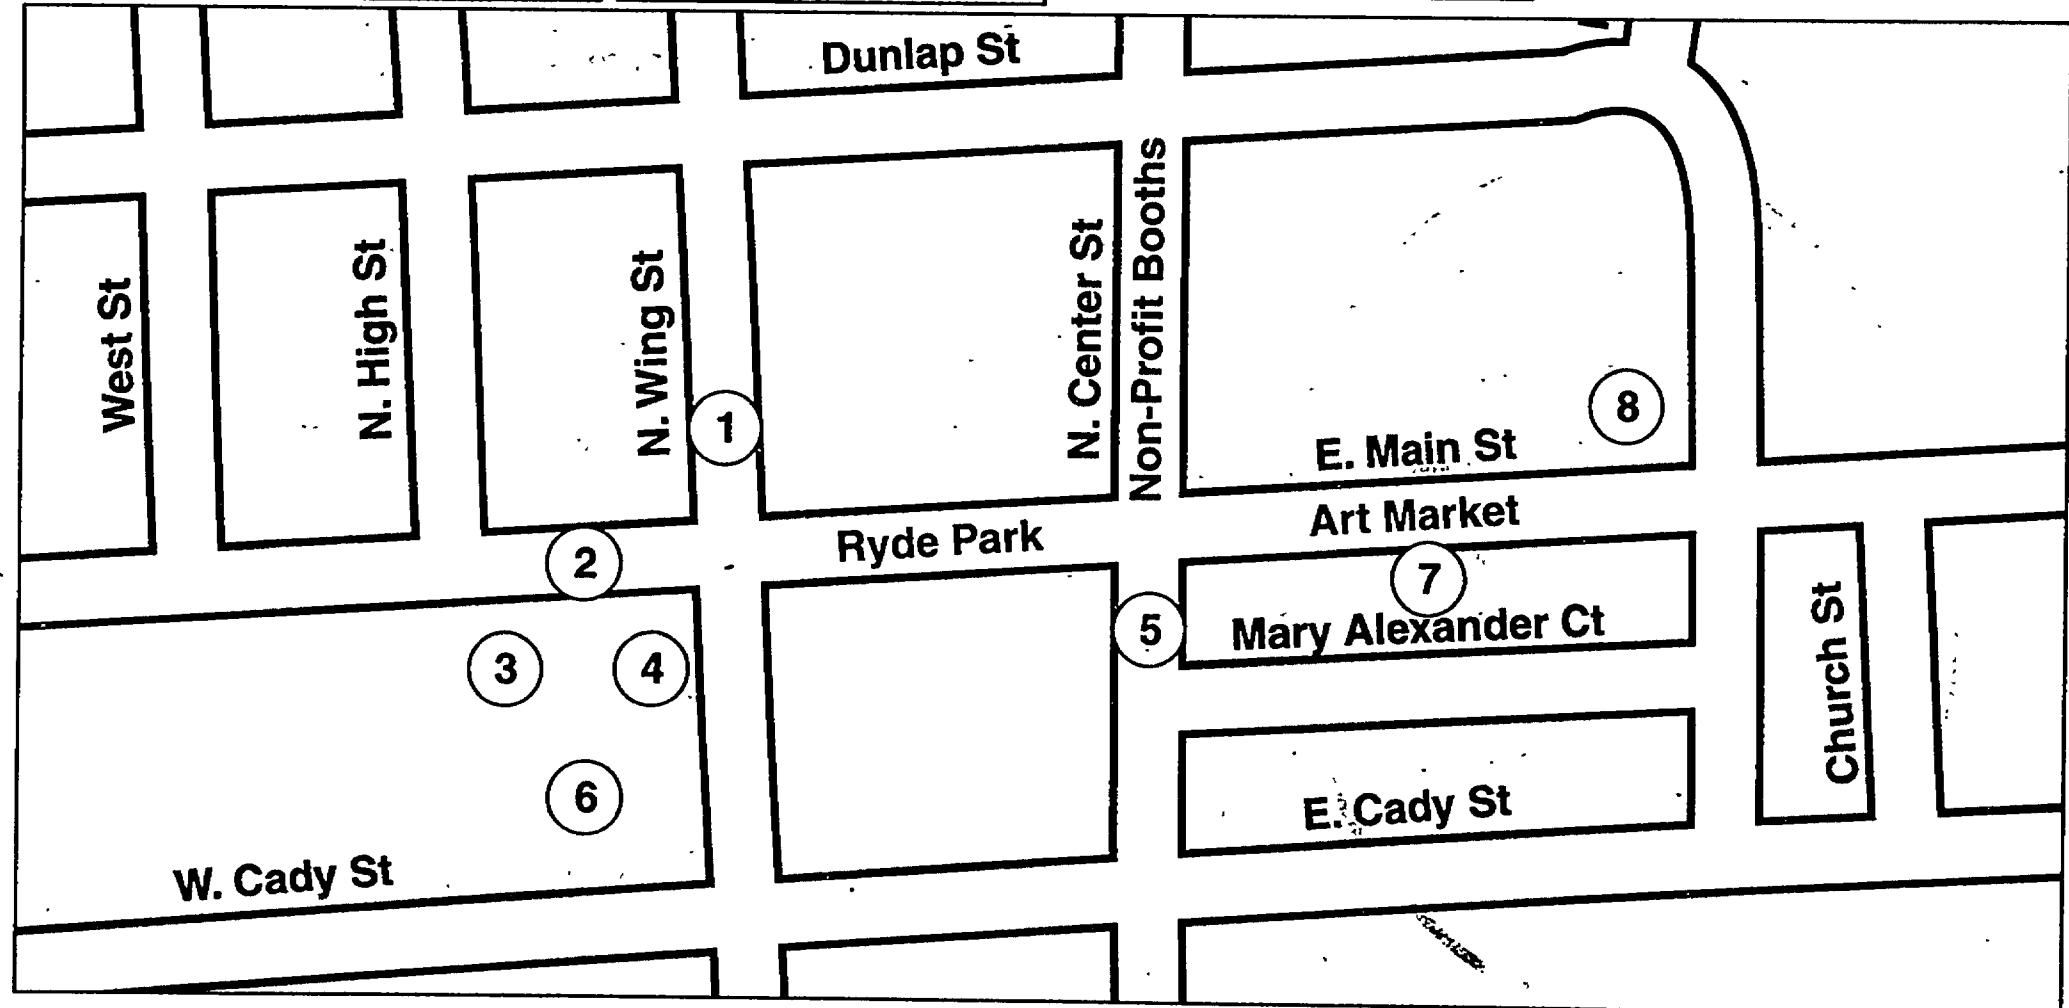 Dunlap St
West St
N. High St
N. Wing St
N. Center St
Non-Profit Booths
1
8
E. Main St
Art Market
Ryde Park
2
7
5
Mary Alexander Ct
3
4
Church St
6
E. Cady St
W. Cady St